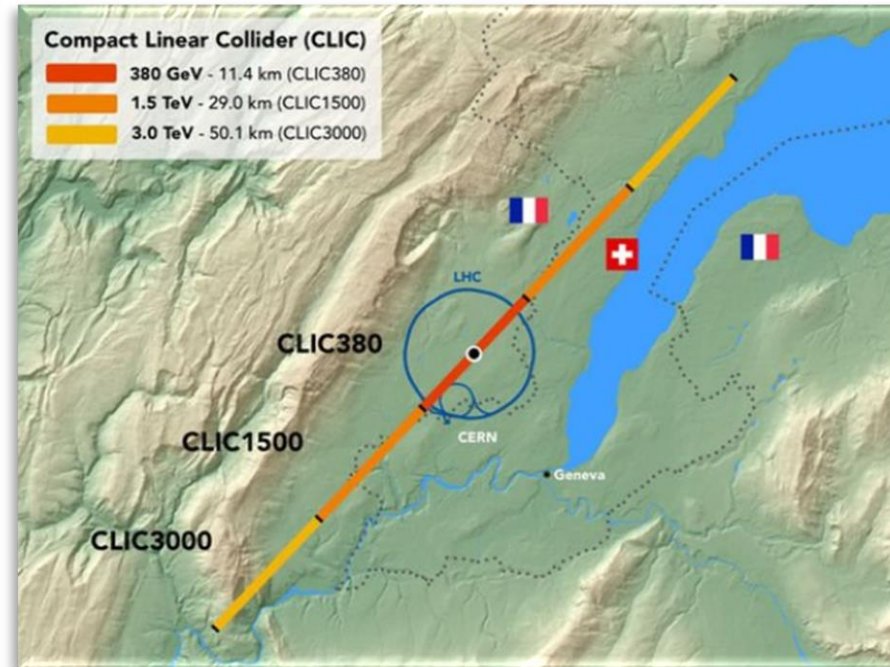 Compact Linear Collider (CLIC)
380 GeV - 11.4 km (CLIC380)
1.5 TeV - 29.0 km (CLIC1500)
3.0 TeV - 50.1 km (CLIC3000)
LHC
CLIC380
CLIC1500
CERN
Geneva
CLIC3000